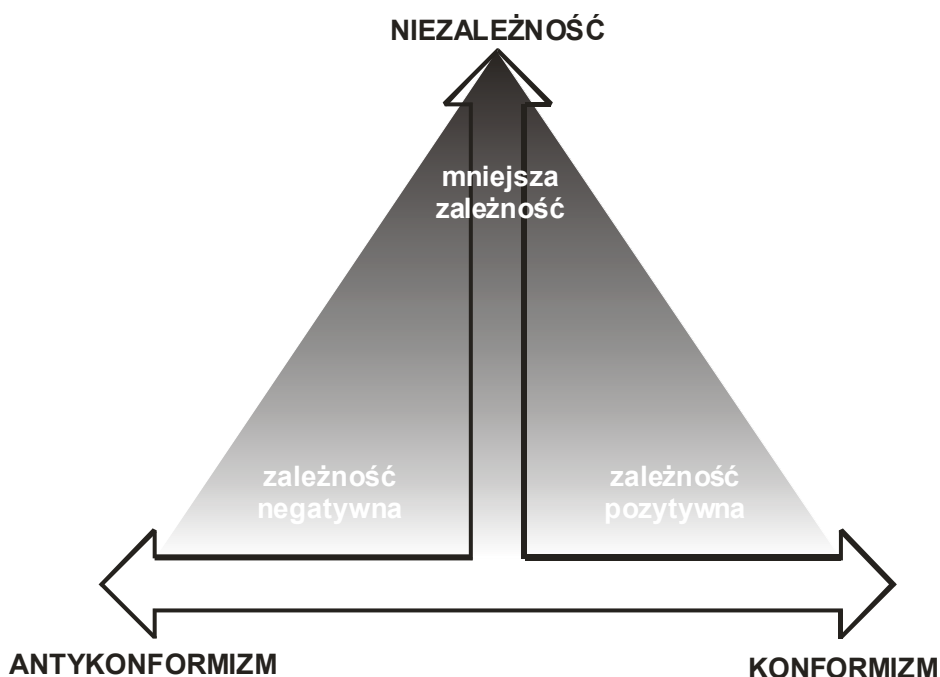 NIEZALEŻNOŚĆ
mniejsza
zależność
zależność
negatywna
zależność
pozytywna
ANTYKONFORMIZM
KONFORMIZM